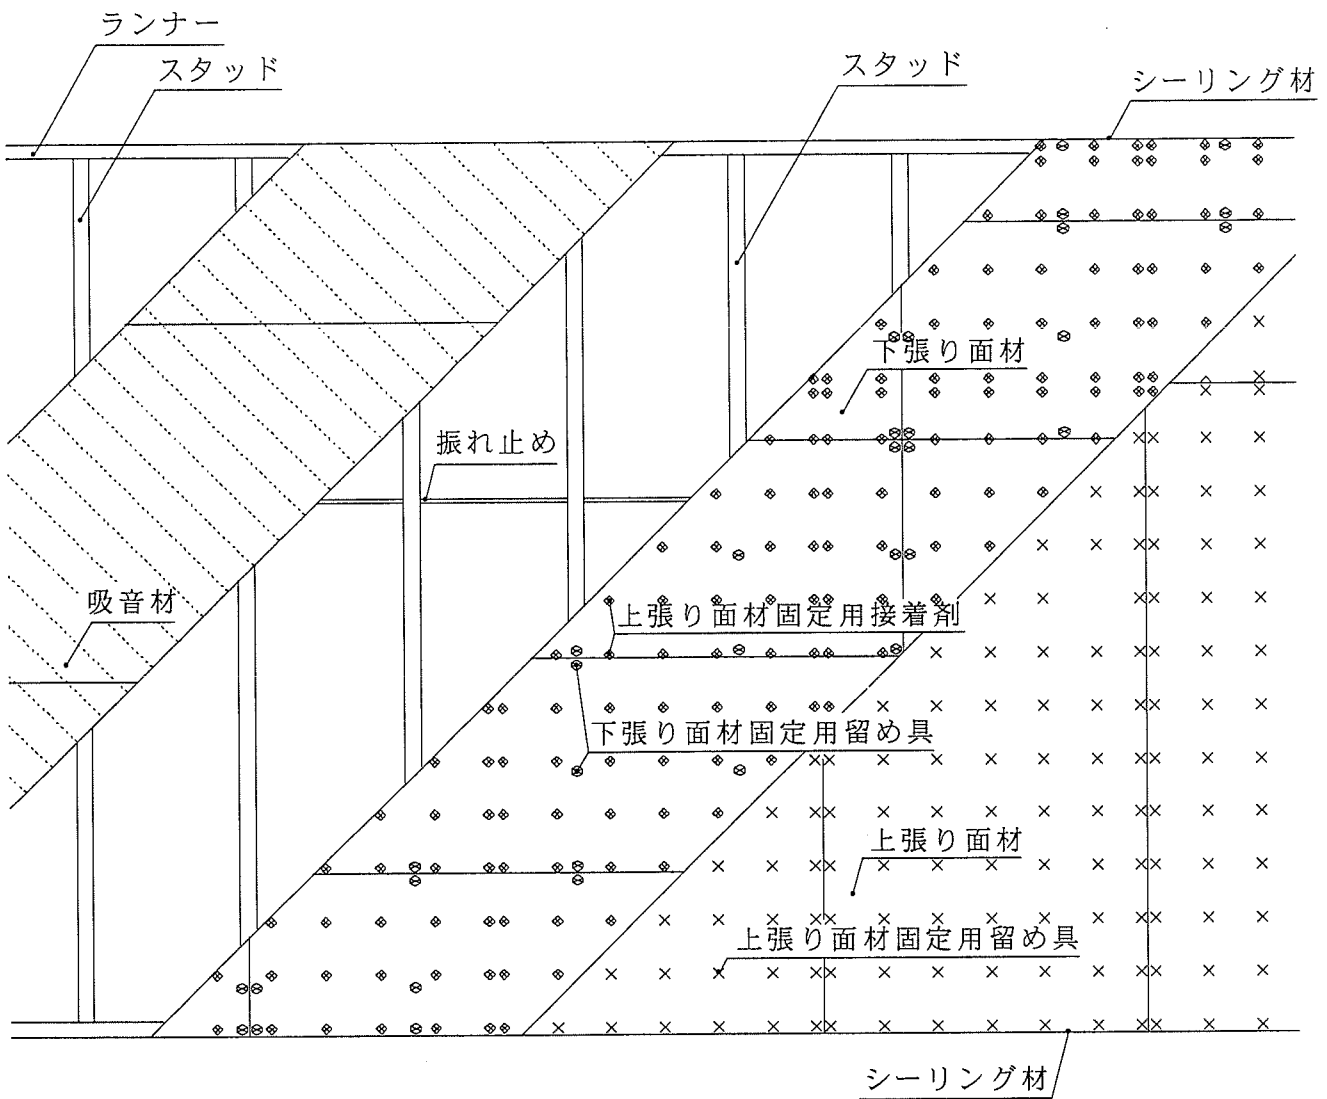 ランナー
スタッド
スタッド
シーリング材
下張り面材
振れ止め
吸音材
上張り面材固定用接着剤
下張り面材固定用留め具
上張り面材
上張り面材固定用留め具
シーリング材